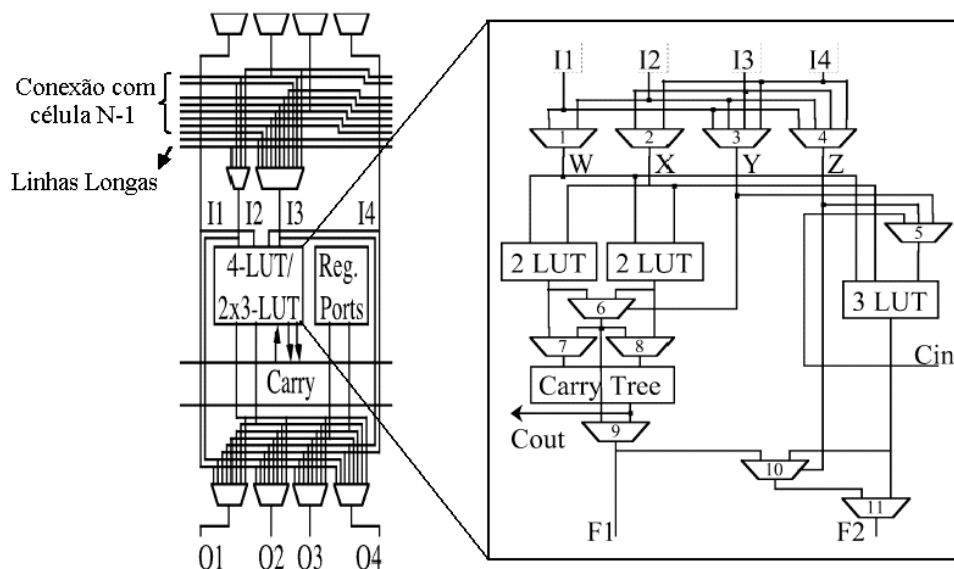 Conexão com
célula N-1
Linhas Longas
I1 I2 I3 I4
4-LUT/
2x3-LUT
Reg.
Ports
Carry
O1 O2 O3 O4
I1 I2 I3 I4
1 2 3 4
W X Y Z
5
2 LUT 2 LUT
3 LUT
6
7 8
Cin
Carry Tree
Cout
9
10
11
F1 F2